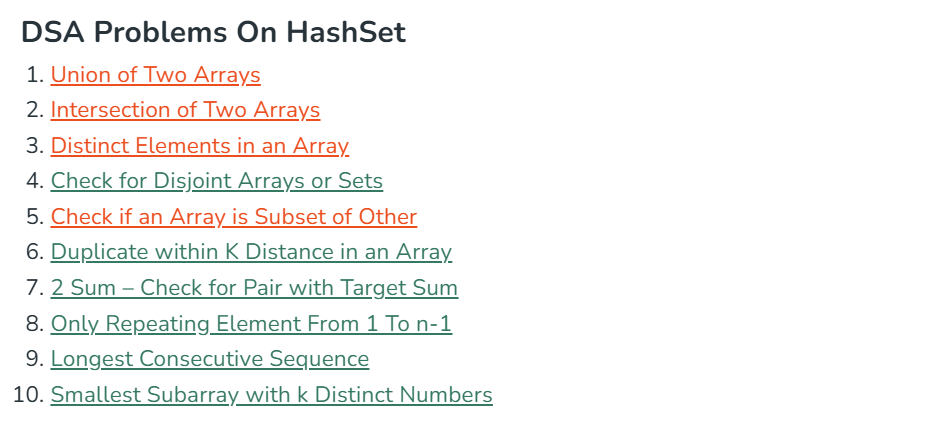 DSA Problems On HashSet
1. Union of Two Arrays
2. Intersection of Two Arrays
3. Distinct Elements in an Array
4. Check for Disjoint Arrays or Sets
5. Check if an Array is Subset of Other
6. Duplicate within K Distance in an Array
7. 2 Sum – Check for Pair with Target Sum
8. Only Repeating Element From 1 To n-1
9. Longest Consecutive Sequence
10. Smallest Subarray with k Distinct Numbers